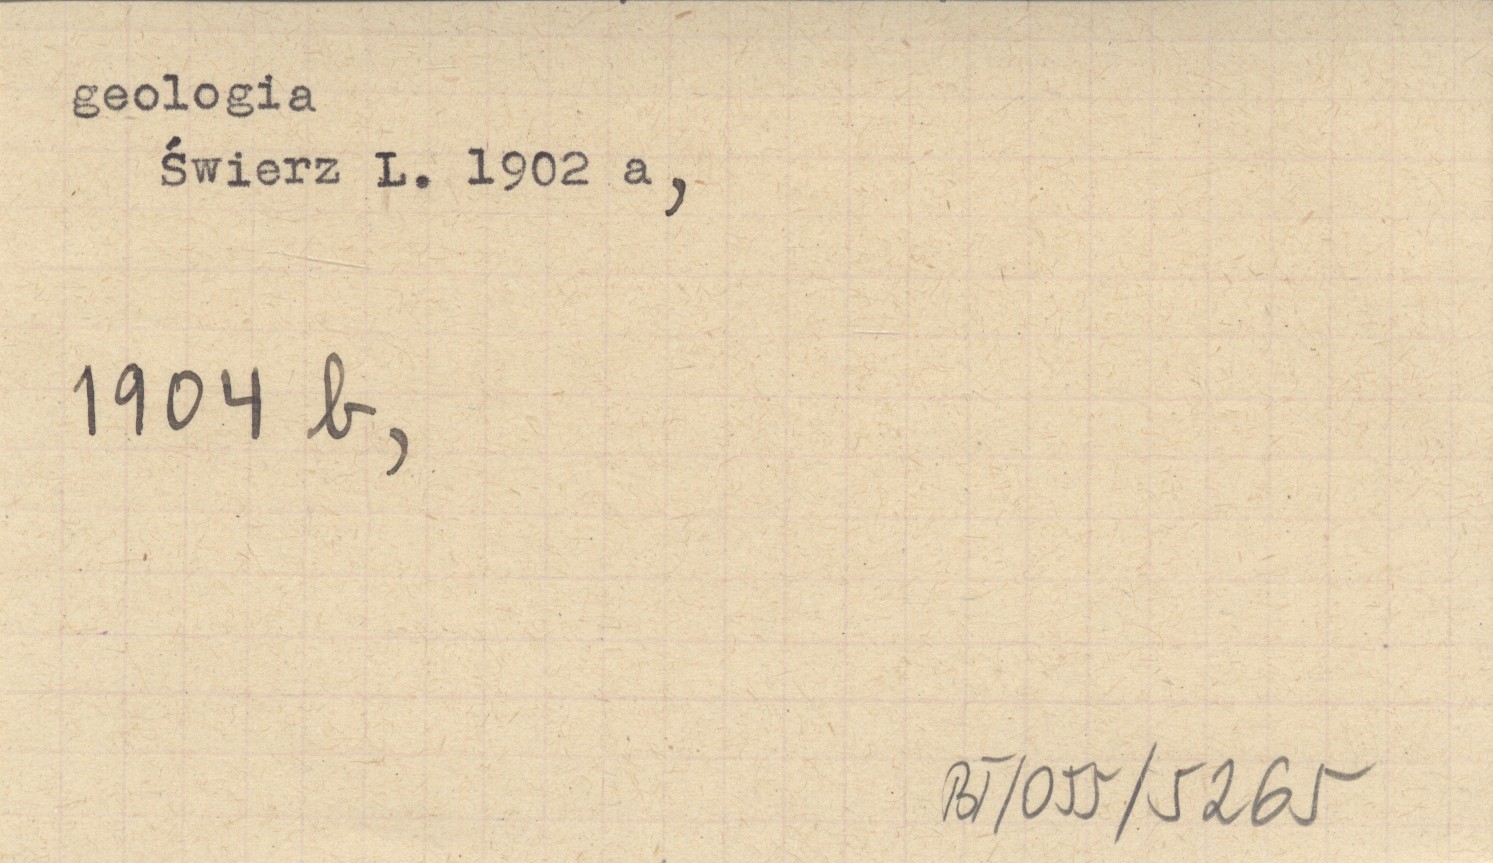 geologia
Świerz L. 1902 a,
1904 b,
BT/055/5265